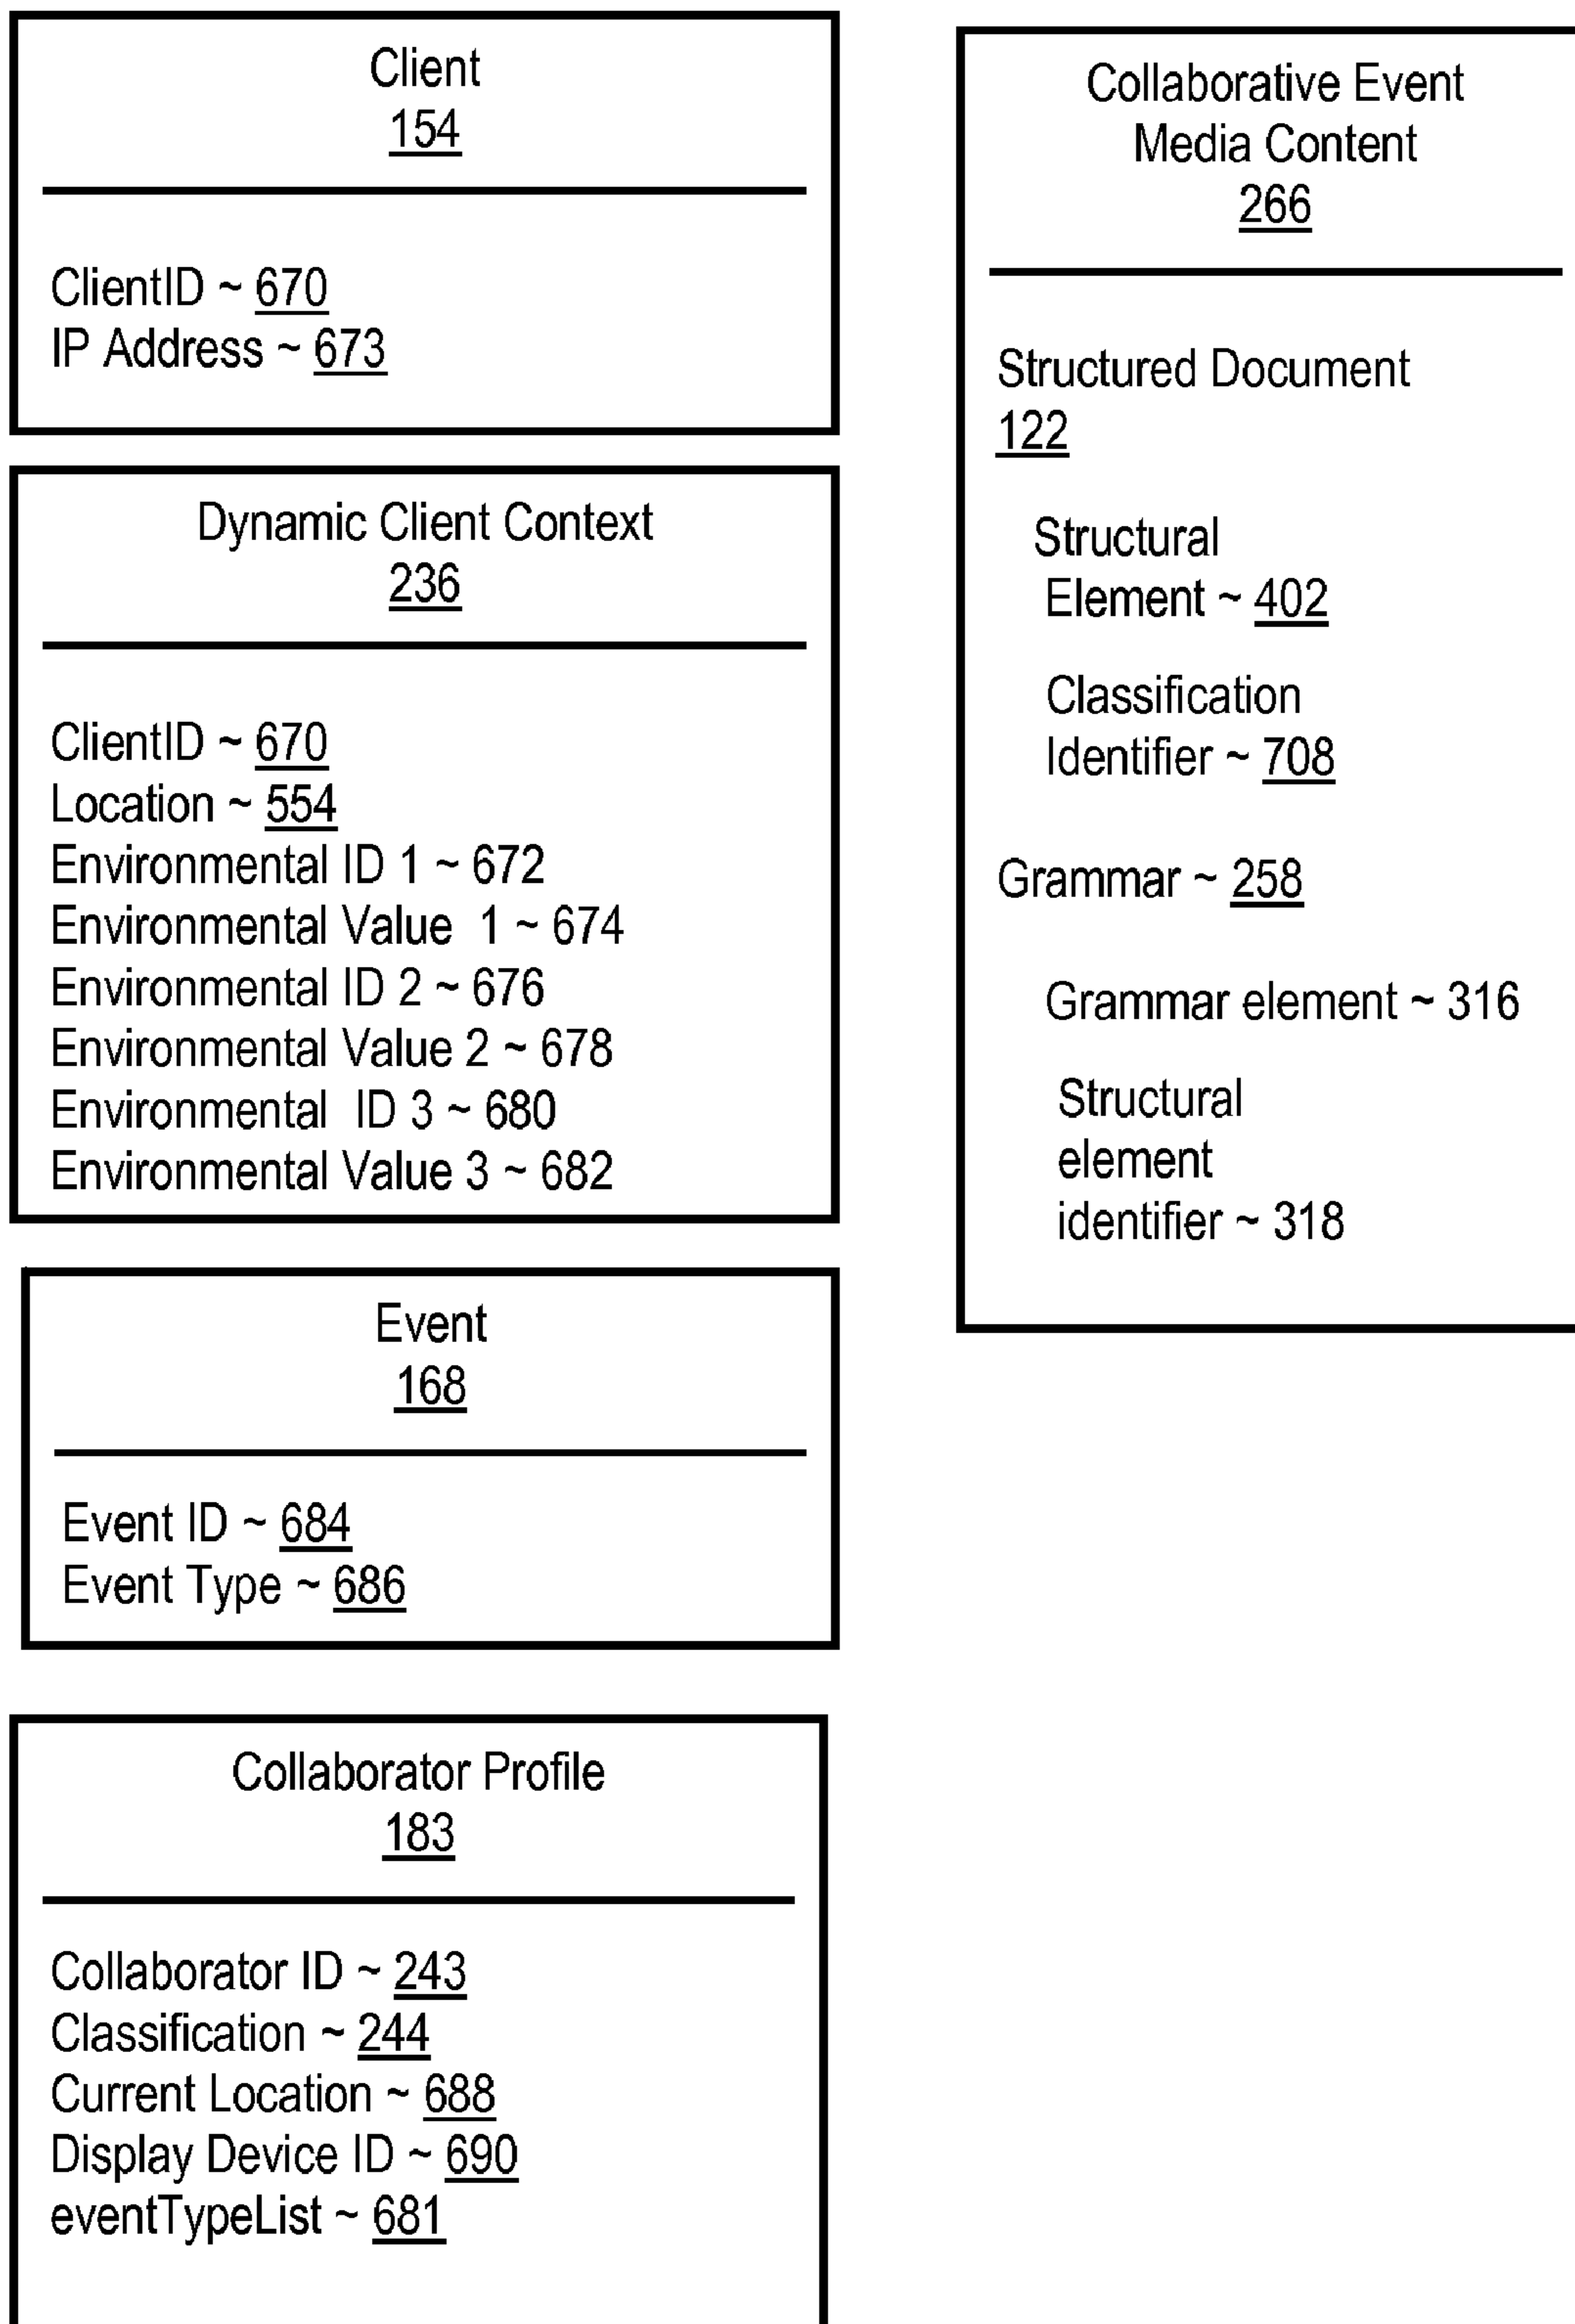 Client
154
ClientID ~ 670
IP Address ~ 673
Dynamic Client Context
236
ClientID ~ 670
Location ~ 554
Environmental ID 1 ~ 672
Environmental Value 1 ~ 674
Environmental ID 2 ~ 676
Environmental Value 2 ~ 678
Environmental ID 3 ~ 680
Environmental Value 3 ~ 682
Event
168
Event ID ~ 684
Event Type ~ 686
Collaborator Profile
183
Collaborator ID ~ 243
Classification ~ 244
Current Location ~ 688
Display Device ID ~ 690
eventTypeList ~ 681
Collaborative Event
Media Content
266
Structured Document
122
Structural
Element ~ 402
Classification
Identifier ~ 708
Grammar ~ 258
Grammar element ~ 316
Structural
element
identifier ~ 318